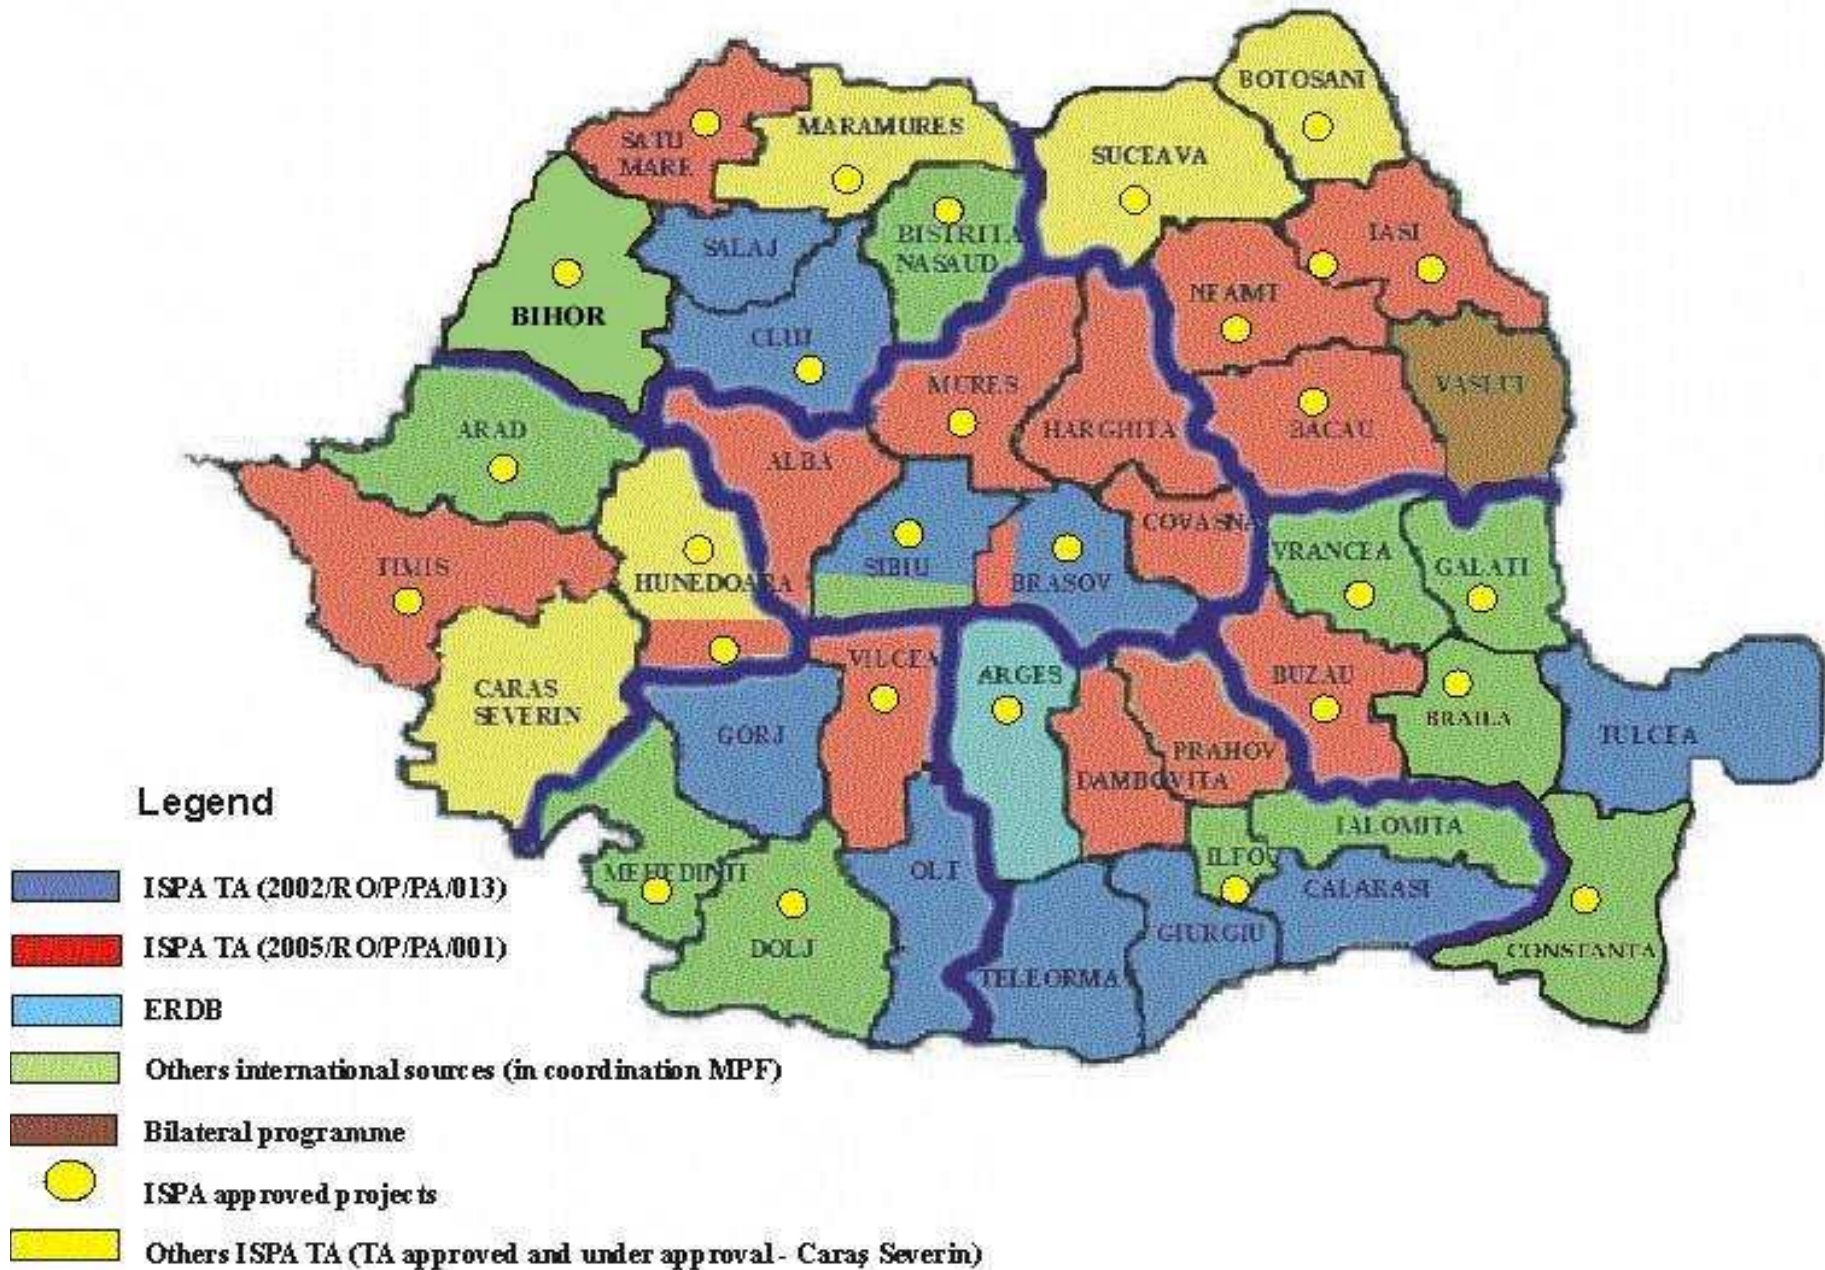 BOTOSANI
MARAMURES
SATU
MARE
SUCEAVA
BISTRITA
NASAUD
SALAJ
IASI
NEAMT
BIHOR
CLUJ
MURES
VASLUI
ARAD
HARGHITA
BACAU
ALBA
COVASNA
VRANCEA
GALATI
TIMIS
HUNEDOARA
SIBIU
BRASOV
VILCEA
ARGES
BUZAU
CARAS
SEVERIN
GORJ
BRAILA
TULCEA
PRAHOV
DAMBOVITA
IALOMITA
ILFO
MEHEDINTI
OLT
CALARASI
DOLJ
GIURGIU
CONSTANTA
TELEORMA
Legend
ISPA TA (2002/RO/P/PA/013)
ISPA TA (2005/RO/P/PA/001)
ERDB
Others international sources (in coordination MPF)
Bilateral programme
ISPA approved projects
Others ISPA TA (TA approved and under approval - Caraş Severin)